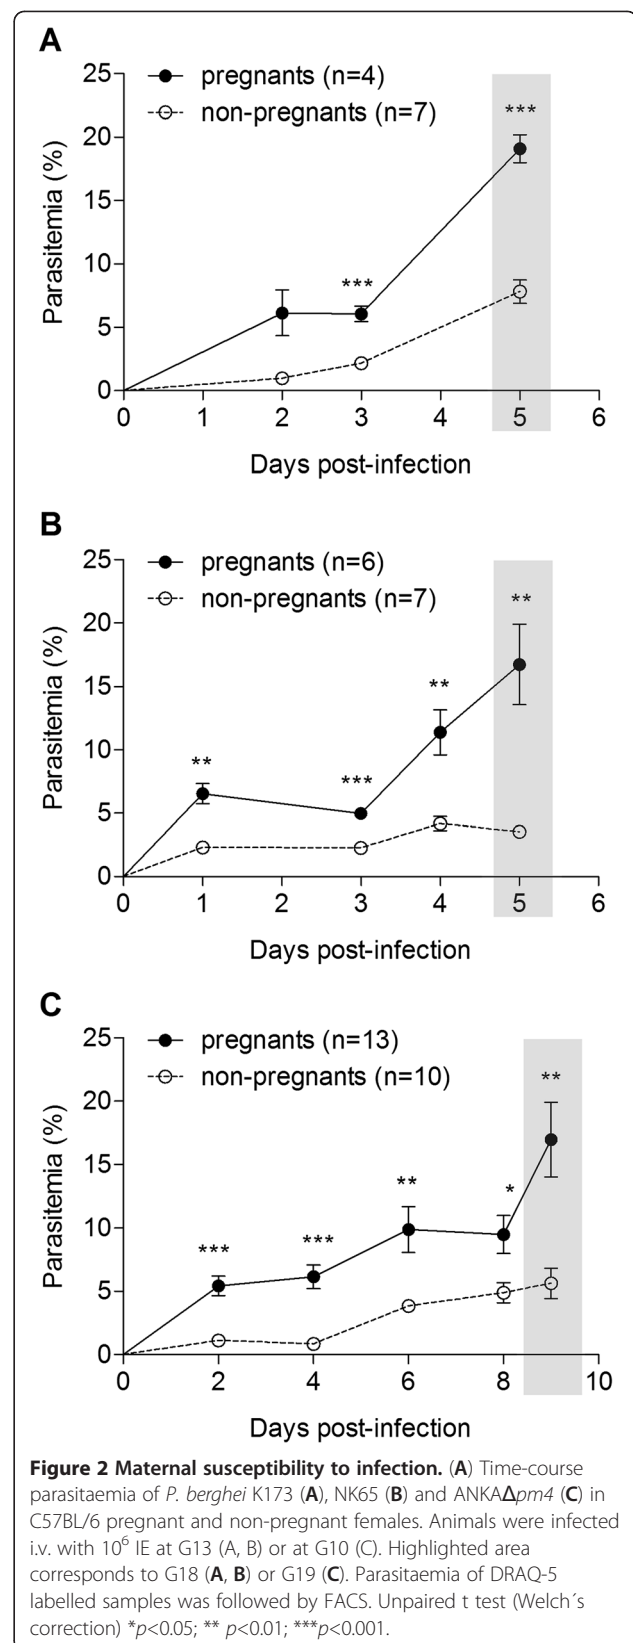 A
25
20
15
10
5
0
Parasitemia (%)
pregnants (n=4)
non-pregnants (n=7)
***
***
0 1 2 3 4 5 6
Days post-infection
B
25
20
15
10
5
0
Parasitemia (%)
pregnants (n=6)
non-pregnants (n=7)
**
***
**
**
0 1 2 3 4 5 6
Days post-infection
C
25
20
15
10
5
0
Parasitemia (%)
pregnants (n=13)
non-pregnants (n=10)
***
***
**
*
**
0 2 4 6 8 10
Days post-infection
Figure 2 Maternal susceptibility to infection. (A) Time-course
parasitaemia of P. berghei K173 (A), NK65 (B) and ANKAΔpm4 (C) in
C57BL/6 pregnant and non-pregnant females. Animals were infected
i.v. with 10⁶ IE at G13 (A, B) or at G10 (C). Highlighted area
corresponds to G18 (A, B) or G19 (C). Parasitaemia of DRAQ-5
labelled samples was followed by FACS. Unpaired t test (Welch´s
correction) *p<0.05; ** p<0.01; ***p<0.001.